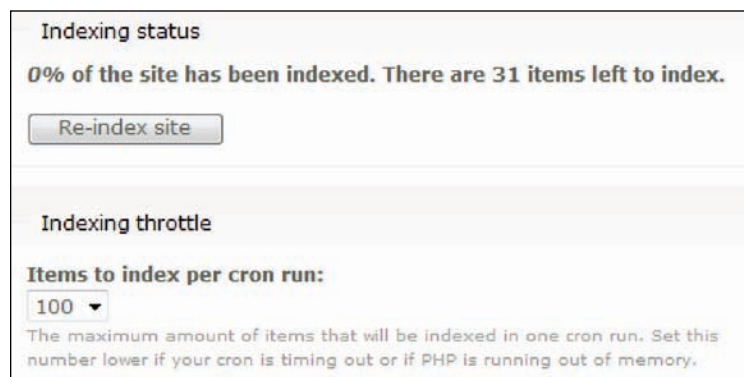 Indexing status
0% of the site has been indexed. There are 31 items left to index.
Re-index site
Indexing throttle
Items to index per cron run:
100
The maximum amount of items that will be indexed in one cron run. Set this
number lower if your cron is timing out or if PHP is running out of memory.